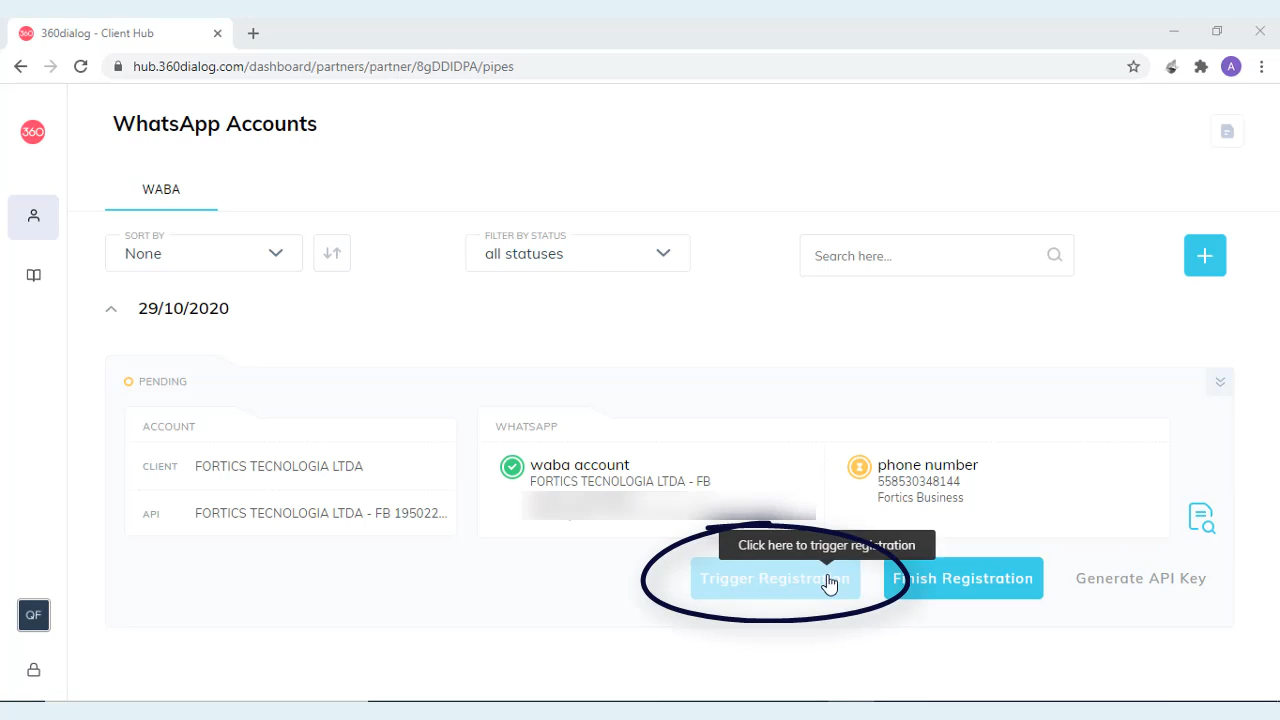 360 360dialog - Client Hub
hub.360dialog.com/dashboard/partners/partner/8gDDIDPA/pipes
A
360
WhatsApp Accounts
WABA
SORT BY
None
FILTER BY STATUS
all statuses
Search here...
29/10/2020
PENDING
ACCOUNT
CLIENT FORTICS TECNOLOGIA LTDA
API FORTICS TECNOLOGIA LTDA - FB 195022...
WHATSAPP
waba account
FORTICS TECNOLOGIA LTDA - FB
phone number
558530348144
Fortics Business
Click here to trigger registration
Trigger Registration
Finish Registration
Generate API Key
QF